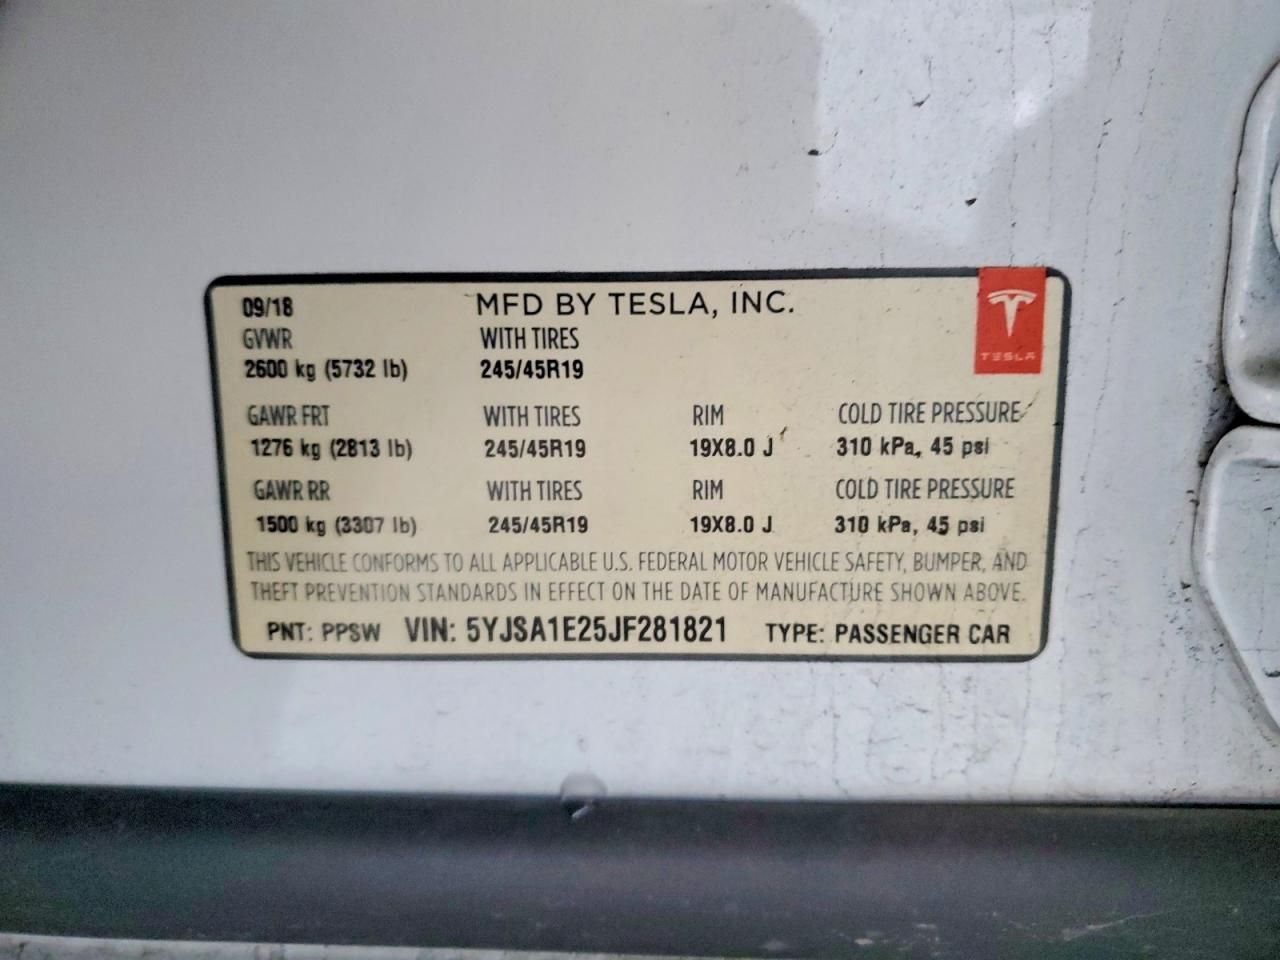 09/18 MFD BY TESLA, INC.
TESLA
GVWR WITH TIRES
2600 kg (5732 lb) 245/45R19
GAWR FRT WITH TIRES RIM COLD TIRE PRESSURE
1276 kg (2813 lb) 245/45R19 19X8.0 J 310 kPa, 45 psi
GAWR RR WITH TIRES RIM COLD TIRE PRESSURE
1500 kg (3307 lb) 245/45R19 19X8.0 J 310 kPa, 45 psi
THIS VEHICLE CONFORMS TO ALL APPLICABLE U.S. FEDERAL MOTOR VEHICLE SAFETY, BUMPER, AND
THEFT PREVENTION STANDARDS IN EFFECT ON THE DATE OF MANUFACTURE SHOWN ABOVE.
PNT: PPSW VIN: 5YJSA1E25JF281821 TYPE: PASSENGER CAR